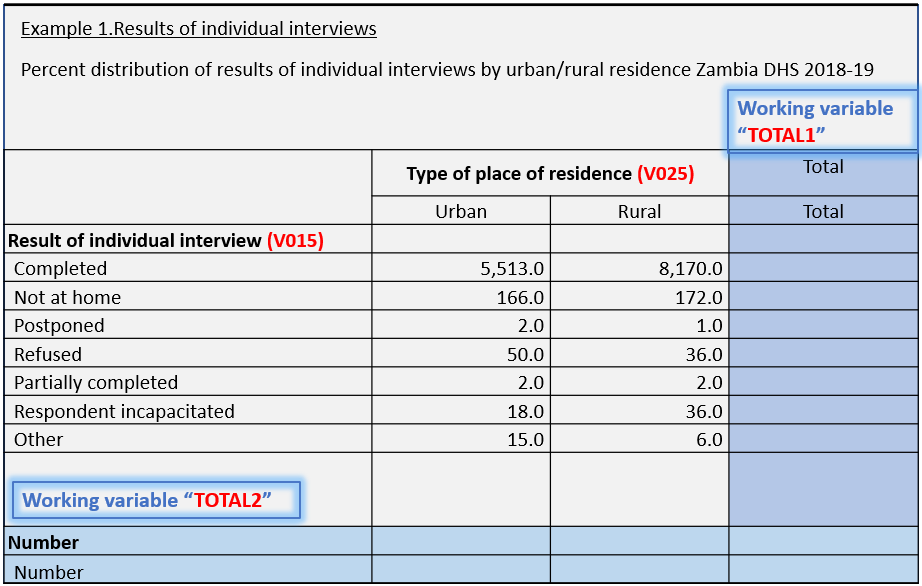 Example 1.Results of individual interviews
Percent distribution of results of individual interviews by urban/rural residence Zambia DHS 2018-19
Working variable
“TOTAL1”
Type of place of residence (V025) Total
Urban Rural Total
Result of individual interview (V015)
Completed 5,513.0 8,170.0
Not at home 166.0 172.0
Postponed 2.0 1.0
Refused 50.0 36.0
Partially completed 2.0 2.0
Respondent incapacitated 18.0 36.0
Other 15.0 6.0
Working variable “TOTAL2”
Number
Number